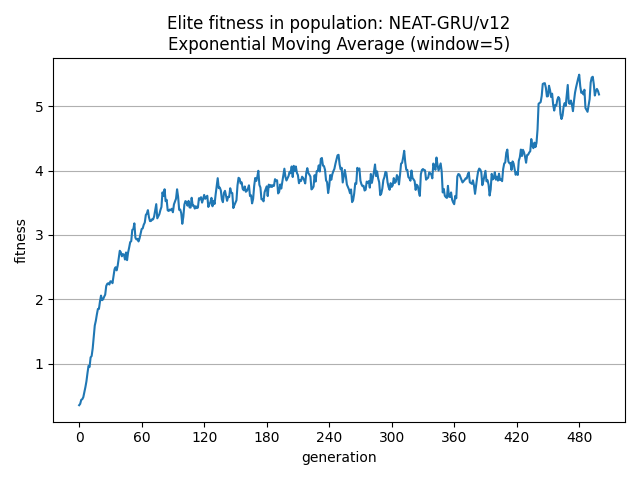 Elite fitness in population: NEAT-GRU/v12
Exponential Moving Average (window=5)
fitness
5
4
3
2
1
0 60 120 180 240 300 360 420 480
generation